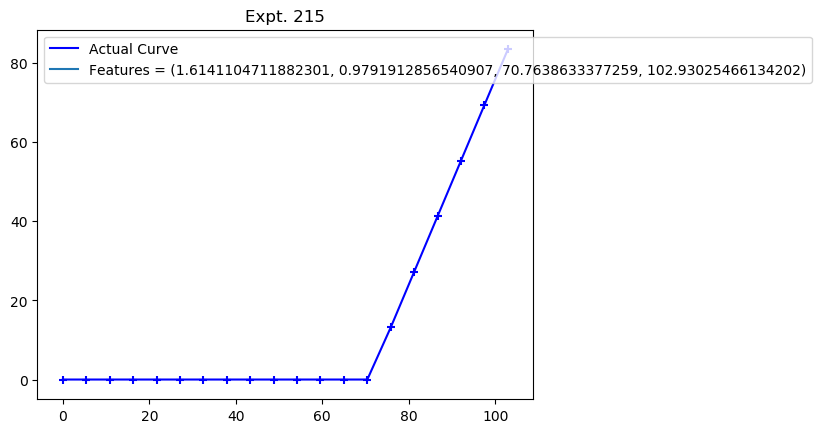 Expt. 215
Actual Curve
Features = (1.6141104711882301, 0.9791912856540907, 70.7638633377259, 102.93025466134202)
80
60
40
20
0
0 20 40 60 80 100